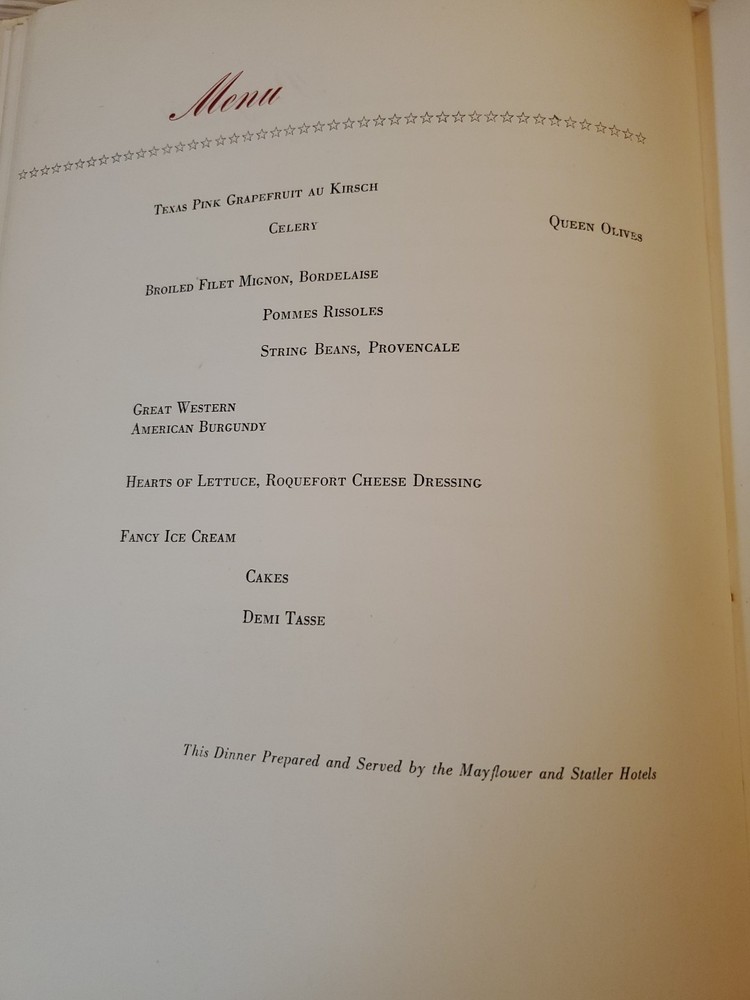 Menu
Texas Pink Grapefruit au Kirsch
Celery Queen Olives
Broiled Filet Mignon, Bordelaise
Pommes Rissoles
String Beans, Provencale
Great Western
American Burgundy
Hearts of Lettuce, Roquefort Cheese Dressing
Fancy Ice Cream
Cakes
Demi Tasse
This Dinner Prepared and Served by the Mayflower and Statler Hotels